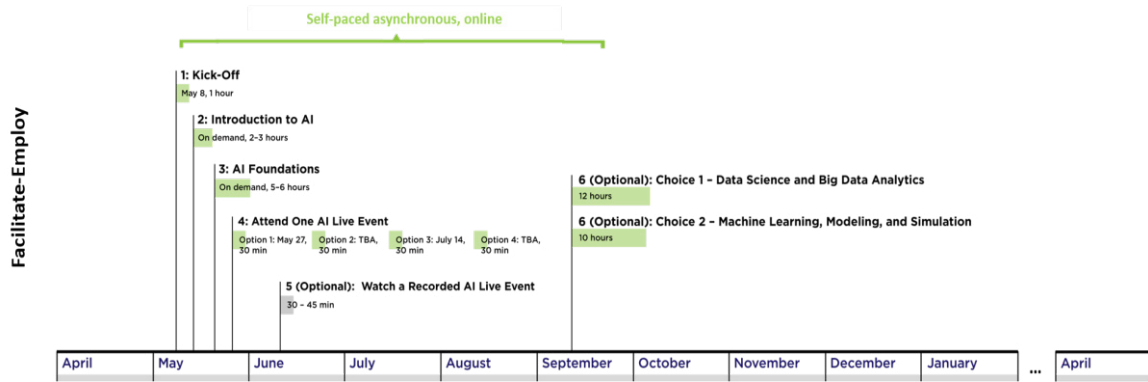 Self-paced asynchronous, online
Facilitate-Employ
1: Kick-Off
May 8, 1 hour
2: Introduction to AI
On demand, 2–3 hours
3: AI Foundations
On demand, 5–6 hours
4: Attend One AI Live Event
Option 1: May 27,
30 min
Option 2: TBA,
30 min
Option 3: July 14,
30 min
Option 4: TBA,
30 min
5 (Optional): Watch a Recorded AI Live Event
30 – 45 min
6 (Optional): Choice 1 – Data Science and Big Data Analytics
12 hours
6 (Optional): Choice 2 – Machine Learning, Modeling, and Simulation
10 hours
April
May
June
July
August
September
October
November
December
January
...
April